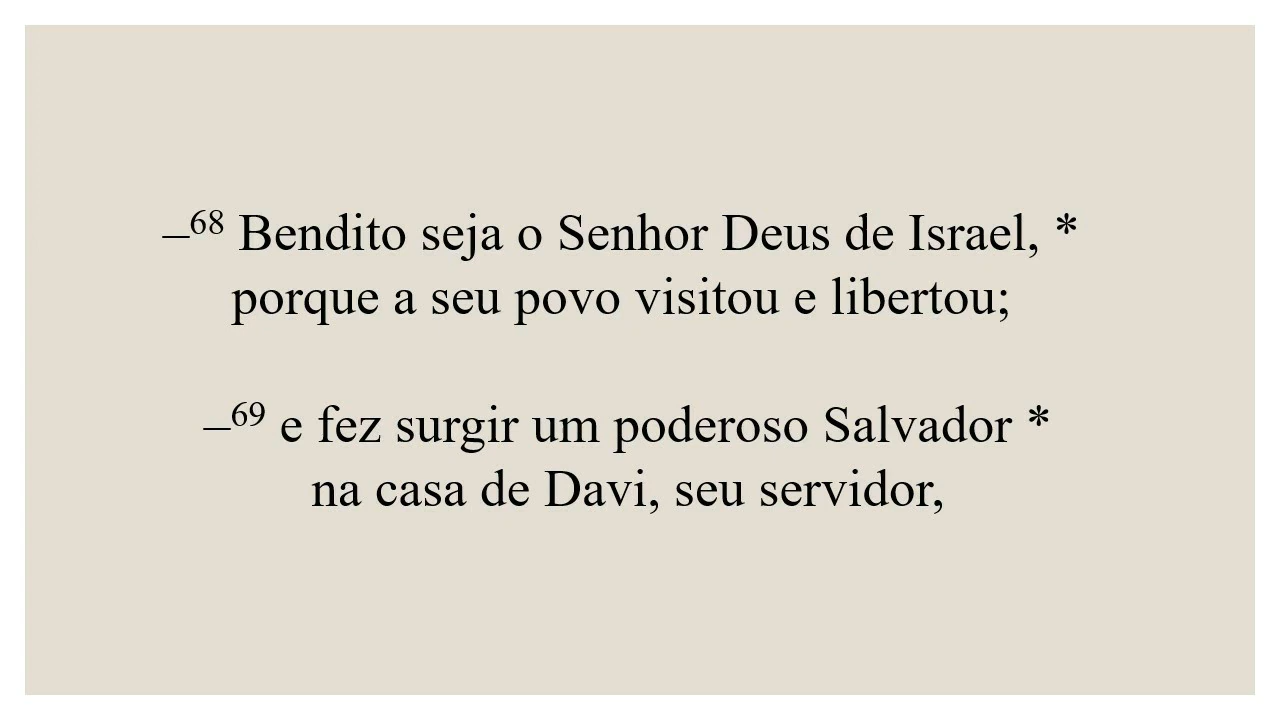 –⁶⁸ Bendito seja o Senhor Deus de Israel, *
porque a seu povo visitou e libertou;
–⁶⁹ e fez surgir um poderoso Salvador *
na casa de Davi, seu servidor,